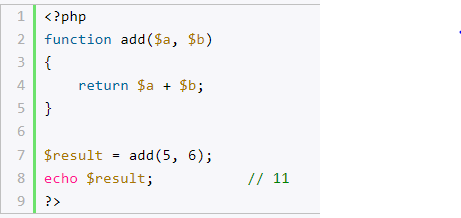 1 <?php
2 function add($a, $b)
3 {
4     return $a + $b;
5 }
6
7 $result = add(5, 6);
8 echo $result;           // 11
9 ?>